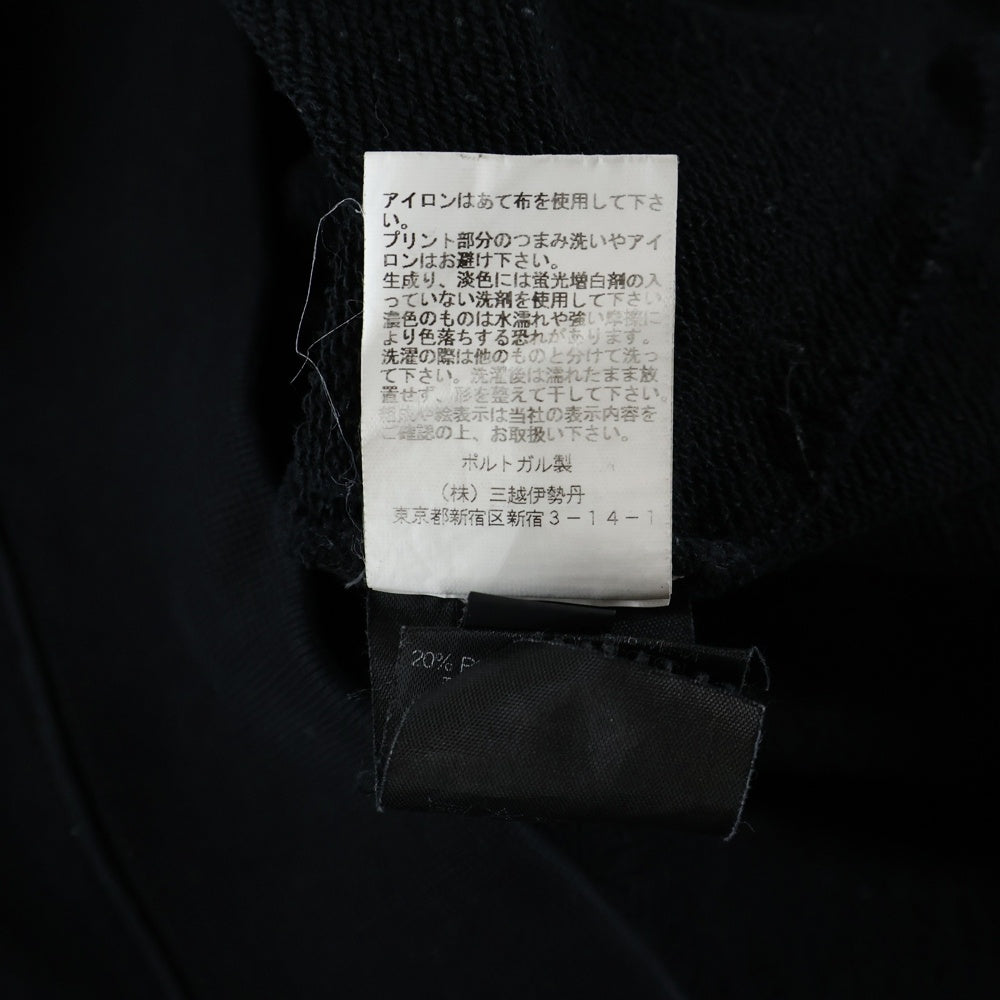 アイロンはあて布を使用して下さ
い。
プリント部分のつまみ洗いやアイ
ロンはお避け下さい。
生成り、淡色には蛍光増白剤の入
っていない洗剤を使用して下さい
濃色のものは水濡れや強い摩擦に
より色落ちする恐れがあります。
洗濯の際は他のものと分けて洗っ
て下さい。洗濯後は濡れたまま放
置せず、形を整えて干して下さい。
組成や絵表示は当社の表示内容を
ご確認の上、お取扱い下さい。
ポルトガル製
（株）三越伊勢丹
東京都新宿区新宿３－１４－１
20%